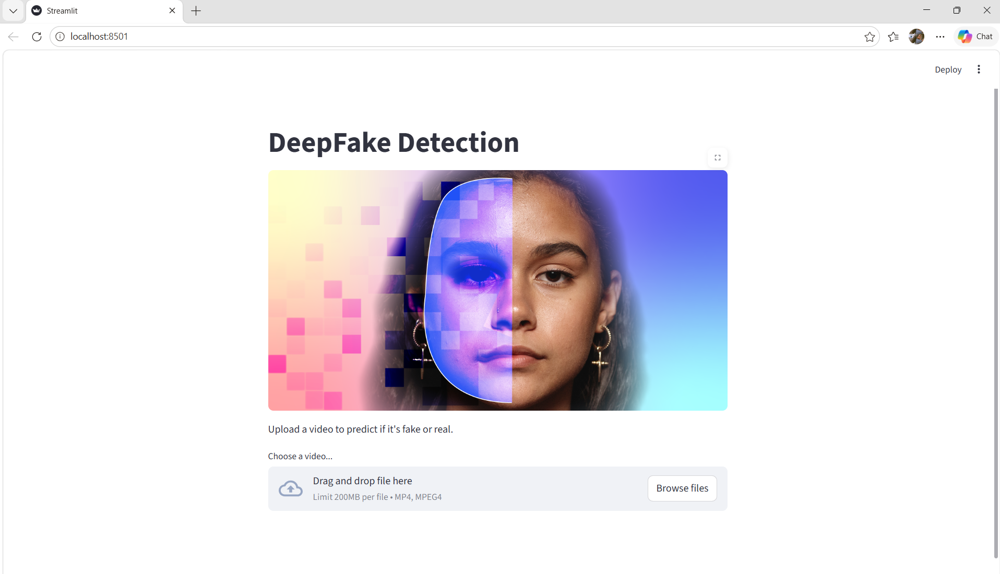 Streamlit
localhost:8501
Chat
Deploy
DeepFake Detection
Upload a video to predict if it's fake or real.
Choose a video...
Drag and drop file here
Limit 200MB per file • MP4, MPEG4
Browse files